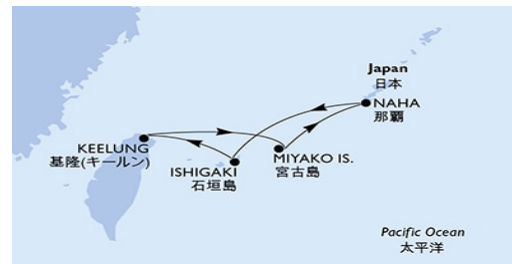 Japan
日本
NAHA
那覇
KEELUNG
基隆(キールン)
ISHIGAKI
石垣島
MIYAKO IS.
宮古島
Pacific Ocean
太平洋